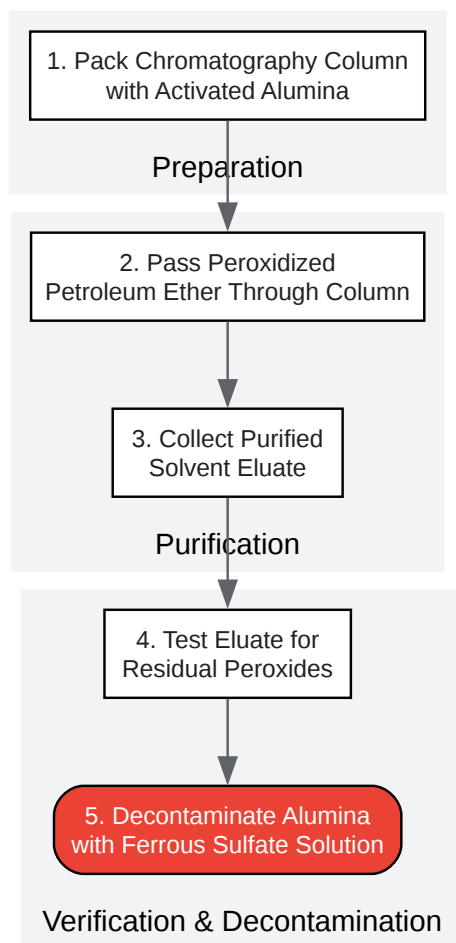 1. Pack Chromatography Column
with Activated Alumina
Preparation
2. Pass Peroxidized
Petroleum Ether Through Column
3. Collect Purified
Solvent Eluate
Purification
4. Test Eluate for
Residual Peroxides
5. Decontaminate Alumina
with Ferrous Sulfate Solution
Verification & Decontamination